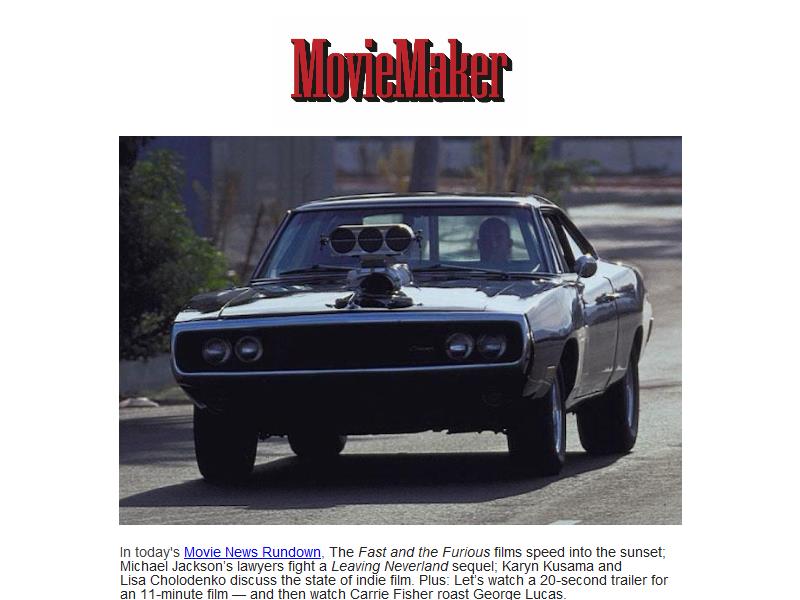 MovieMaker
In today's Movie News Rundown, The Fast and the Furious films speed into the sunset;
Michael Jackson's lawyers fight a Leaving Neverland sequel; Karyn Kusama and
Lisa Cholodenko discuss the state of indie film. Plus: Let's watch a 20-second trailer for
an 11-minute film — and then watch Carrie Fisher roast George Lucas.